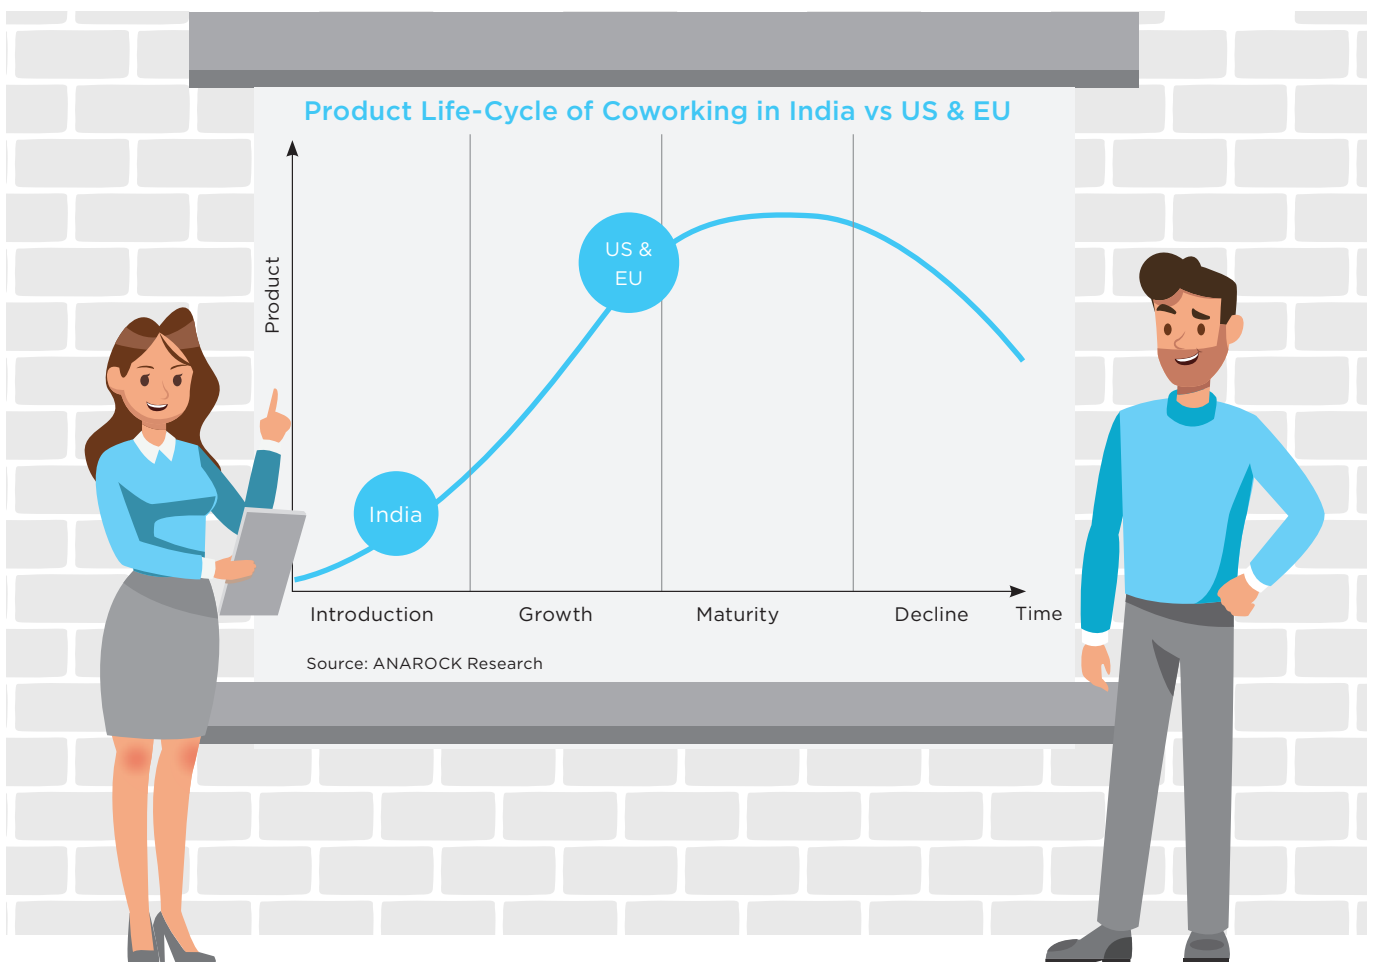 Product Life-Cycle of Coworking in India vs US & EU
Product
US &
EU
India
Introduction Growth Maturity Decline Time
Source: ANAROCK Research